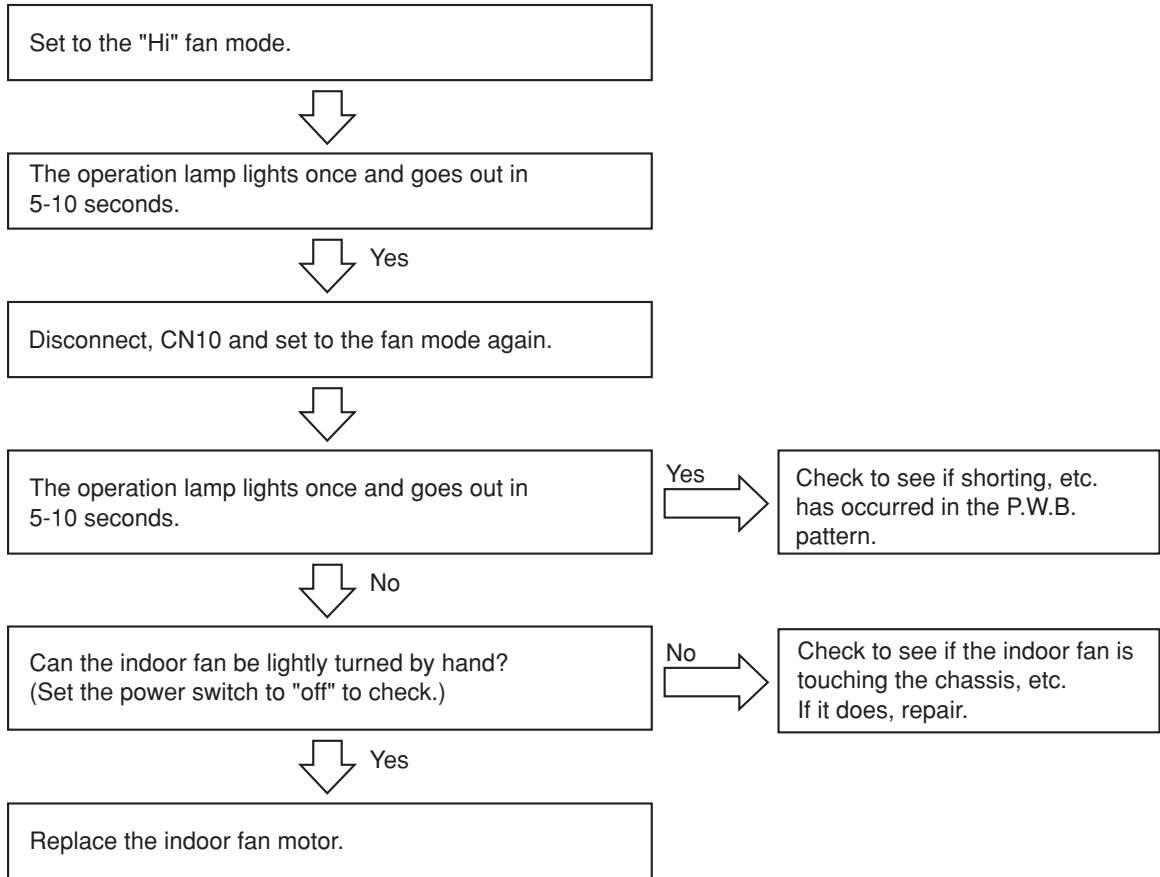 Set to the "Hi" fan mode.
The operation lamp lights once and goes out in
5-10 seconds.
Yes
Disconnect, CN10 and set to the fan mode again.
The operation lamp lights once and goes out in
5-10 seconds.
Yes
Check to see if shorting, etc.
has occurred in the P.W.B.
pattern.
No
Can the indoor fan be lightly turned by hand?
(Set the power switch to "off" to check.)
No
Check to see if the indoor fan is
touching the chassis, etc.
If it does, repair.
Yes
Replace the indoor fan motor.